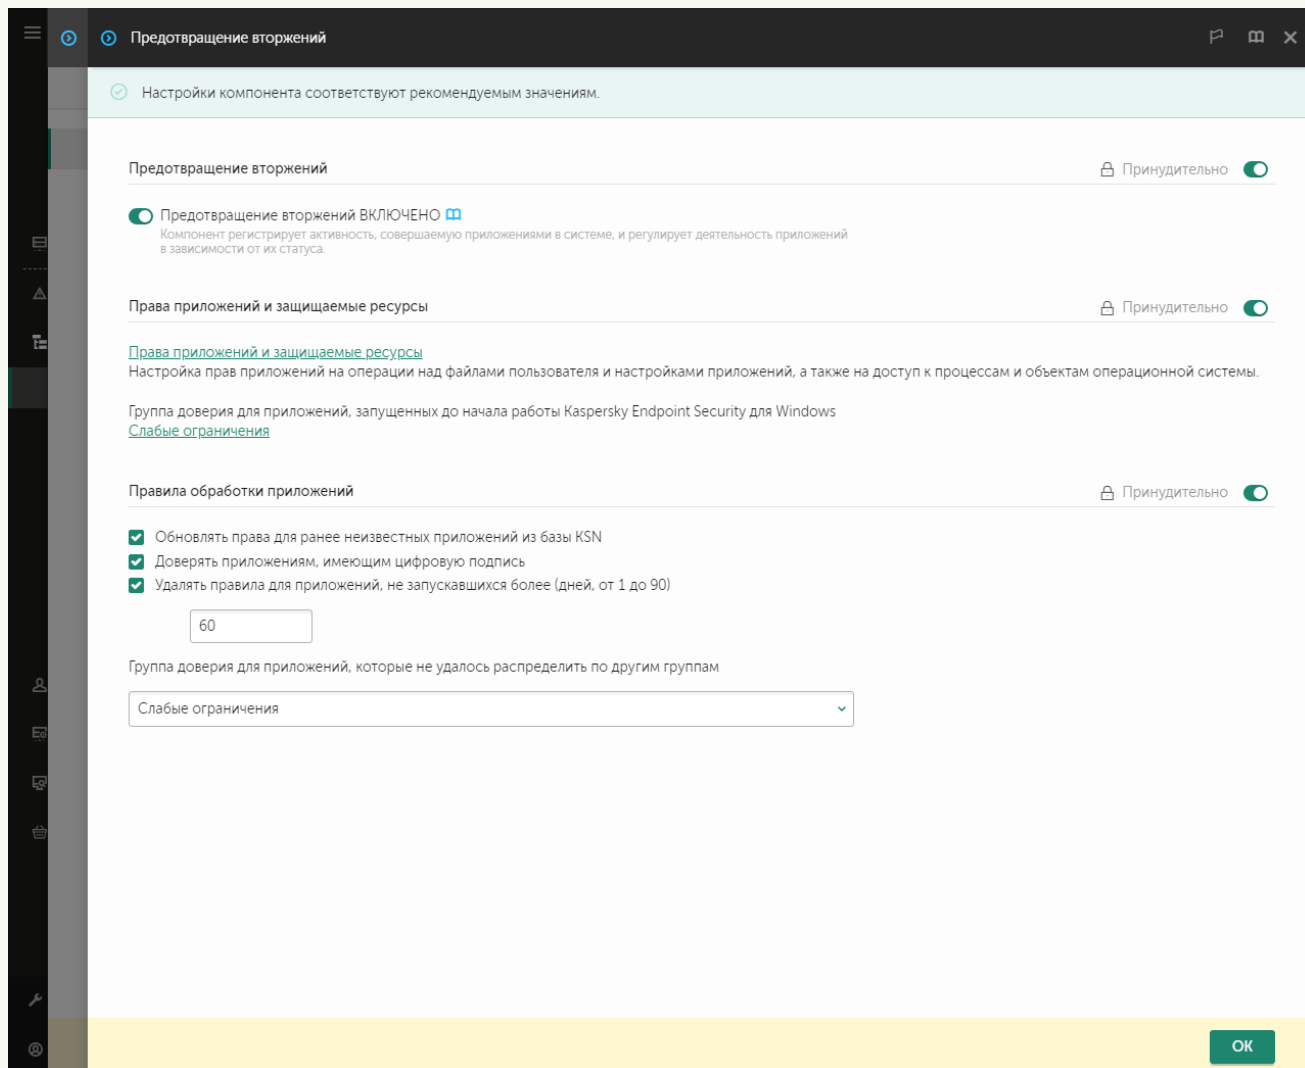 Предотвращение вторжений
Настройки компонента соответствуют рекомендуемым значениям.
Предотвращение вторжений
Принудительно
Предотвращение вторжений ВКЛЮЧЕНО
Компонент регистрирует активность, совершаемую приложениями в системе, и регулирует деятельность приложений
в зависимости от их статуса.
Права приложений и защищаемые ресурсы
Принудительно
Права приложений и защищаемые ресурсы
Настройка прав приложений на операции над файлами пользователя и настройками приложений, а также на доступ к процессам и объектам операционной системы.
Группа доверия для приложений, запущенных до начала работы Kaspersky Endpoint Security для Windows
Слабые ограничения
Правила обработки приложений
Принудительно
Обновлять права для ранее неизвестных приложений из базы KSN
Доверять приложениям, имеющим цифровую подпись
Удалять правила для приложений, не запускавшихся более (дней, от 1 до 90)
60
Группа доверия для приложений, которые не удалось распределить по другим группам
Слабые ограничения
ОК